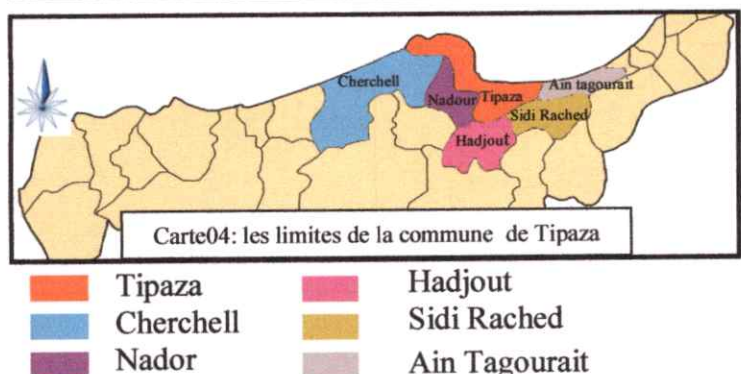 Cherchell
Nadour
Tipaza
Ain tagourait
Sidi Rached
Hadjout
Carte04: les limites de la commune de Tipaza
Tipaza
Hadjout
Cherchell
Sidi Rached
Nador
Ain Tagourait